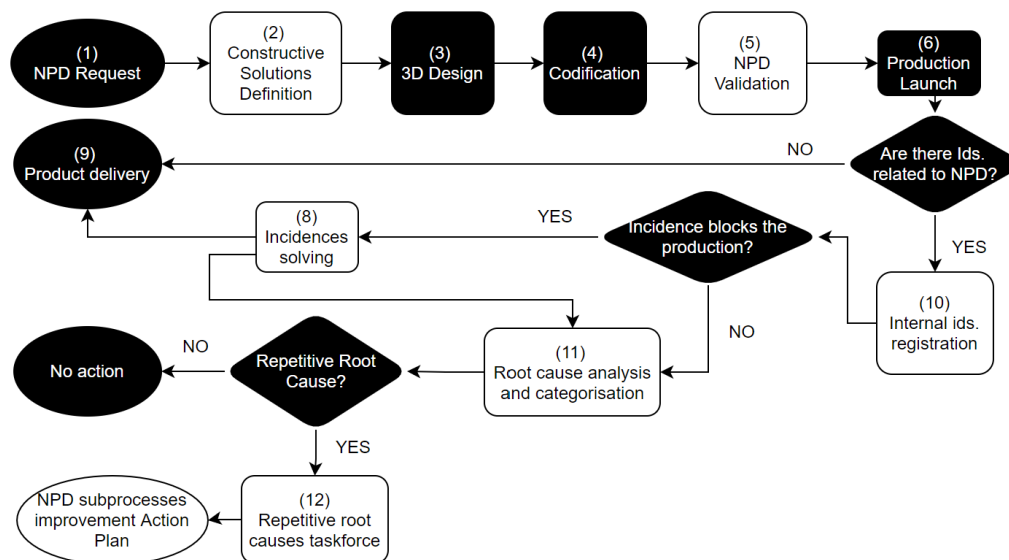 (1)
NPD Request
(2)
Constructive
Solutions
Definition
(3)
3D Design
(4)
Codification
(5)
NPD
Validation
(6)
Production
Launch
(9)
Product delivery
NO
Are there Ids.
related to NPD?
(8)
Incidences
solving
YES
Incidence blocks the
production?
YES
(10)
Internal ids.
registration
NO
No action
NO
Repetitive Root
Cause?
(11)
Root cause analysis
and categorisation
YES
NPD subprocesses
improvement Action
Plan
(12)
Repetitive root
causes taskforce